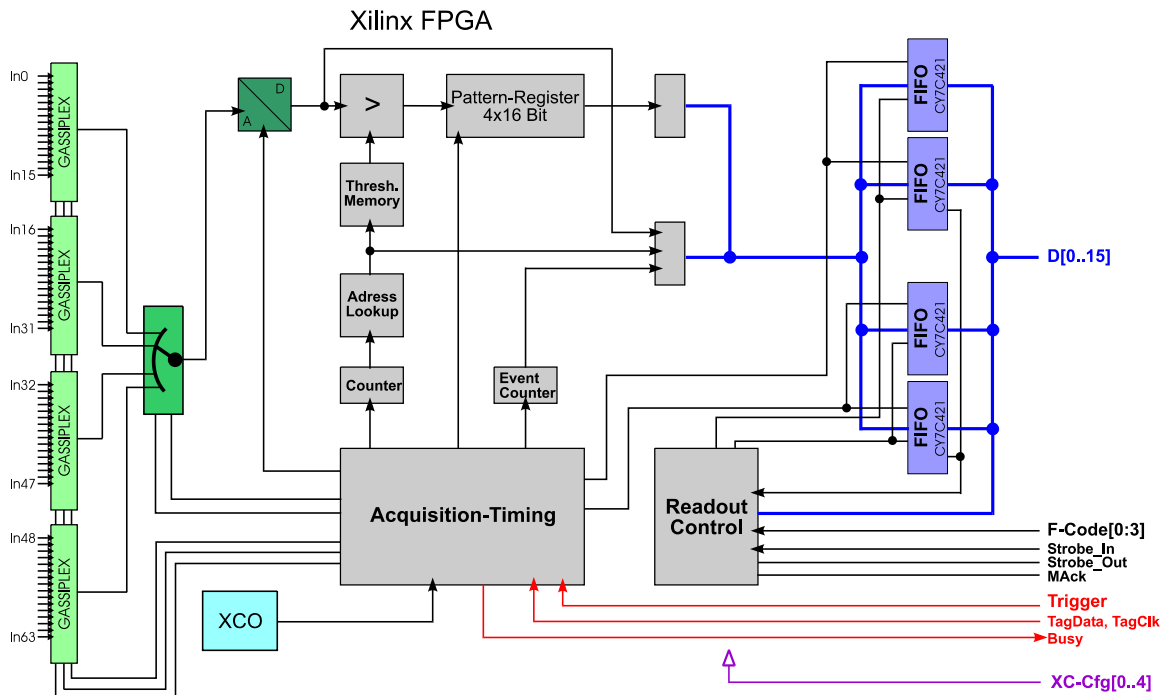 Xilinx FPGA
In0
In15
GASSIPLEX
In16
In31
GASSIPLEX
In32
In47
GASSIPLEX
In48
In63
GASSIPLEX
D
A
>
Pattern-Register
4x16 Bit
Thresh.
Memory
Adress
Lookup
Counter
Event
Counter
Acquisition-Timing
XCO
Readout
Control
FIFO
CY7C421
FIFO
CY7C421
FIFO
CY7C421
FIFO
CY7C421
D[0..15]
F-Code[0:3]
Strobe_In
Strobe_Out
MAck
Trigger
TagData, TagClk
Busy
XC-Cfg[0..4]